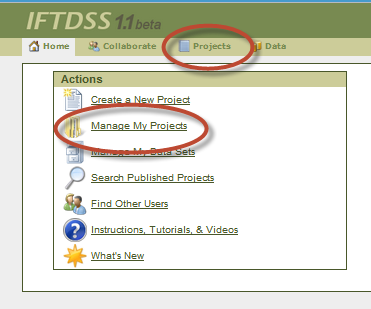 IFTDSS 1.1 beta
Home Collaborate Projects Data
Actions
Create a New Project
Manage My Projects
Manage My Data Sets
Search Published Projects
Find Other Users
Instructions, Tutorials, & Videos
What's New